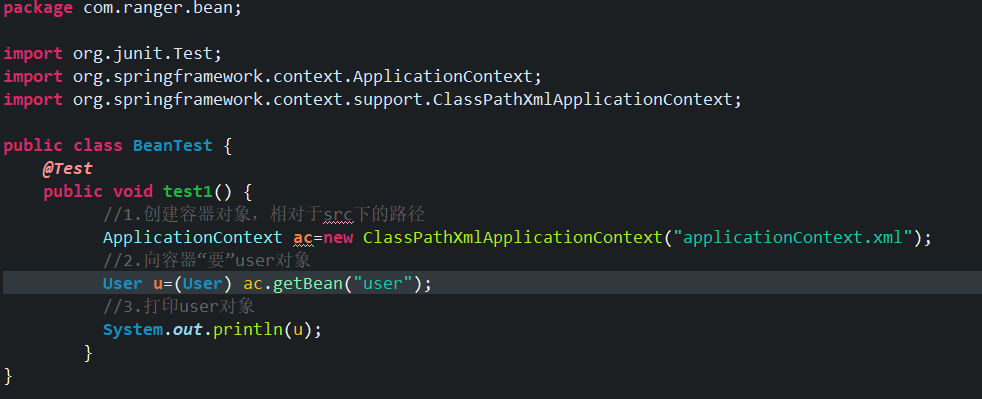 package com.ranger.bean;
import org.junit.Test;
import org.springframework.context.ApplicationContext;
import org.springframework.context.support.ClassPathXmlApplicationContext;
public class BeanTest {
@Test
public void test1() {
//1.创建容器对象，相对于src下的路径
ApplicationContext ac=new ClassPathXmlApplicationContext("applicationContext.xml");
//2.向容器“要”user对象
User u=(User) ac.getBean("user");
//3.打印user对象
System.out.println(u);
}
}